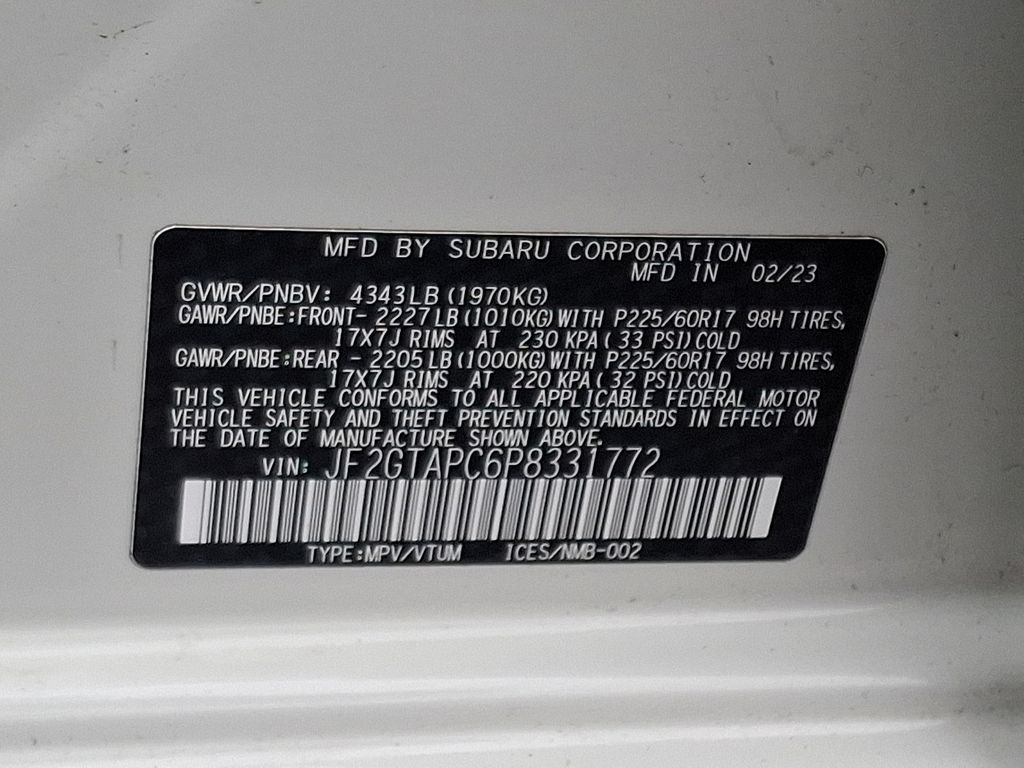 MFD BY SUBARU CORPORATION
MFD IN 02/23
GVWR/PNBV: 4343LB (1970KG)
GAWR/PNBE:FRONT- 2227LB (1010KG) WITH P225/60R17 98H TIRES,
17X7J RIMS AT 230 KPA ( 33 PSI) COLD
GAWR/PNBE:REAR - 2205LB (1000KG) WITH P225/60R17 98H TIRES,
17X7J RIMS AT 220 KPA ( 32 PSI) COLD
THIS VEHICLE CONFORMS TO ALL APPLICABLE FEDERAL MOTOR
VEHICLE SAFETY AND THEFT PREVENTION STANDARDS IN EFFECT ON
THE DATE OF MANUFACTURE SHOWN ABOVE.
VIN: JF2GTAPC6P8331772
TYPE:MPV/VTUM ICES/NMB-002